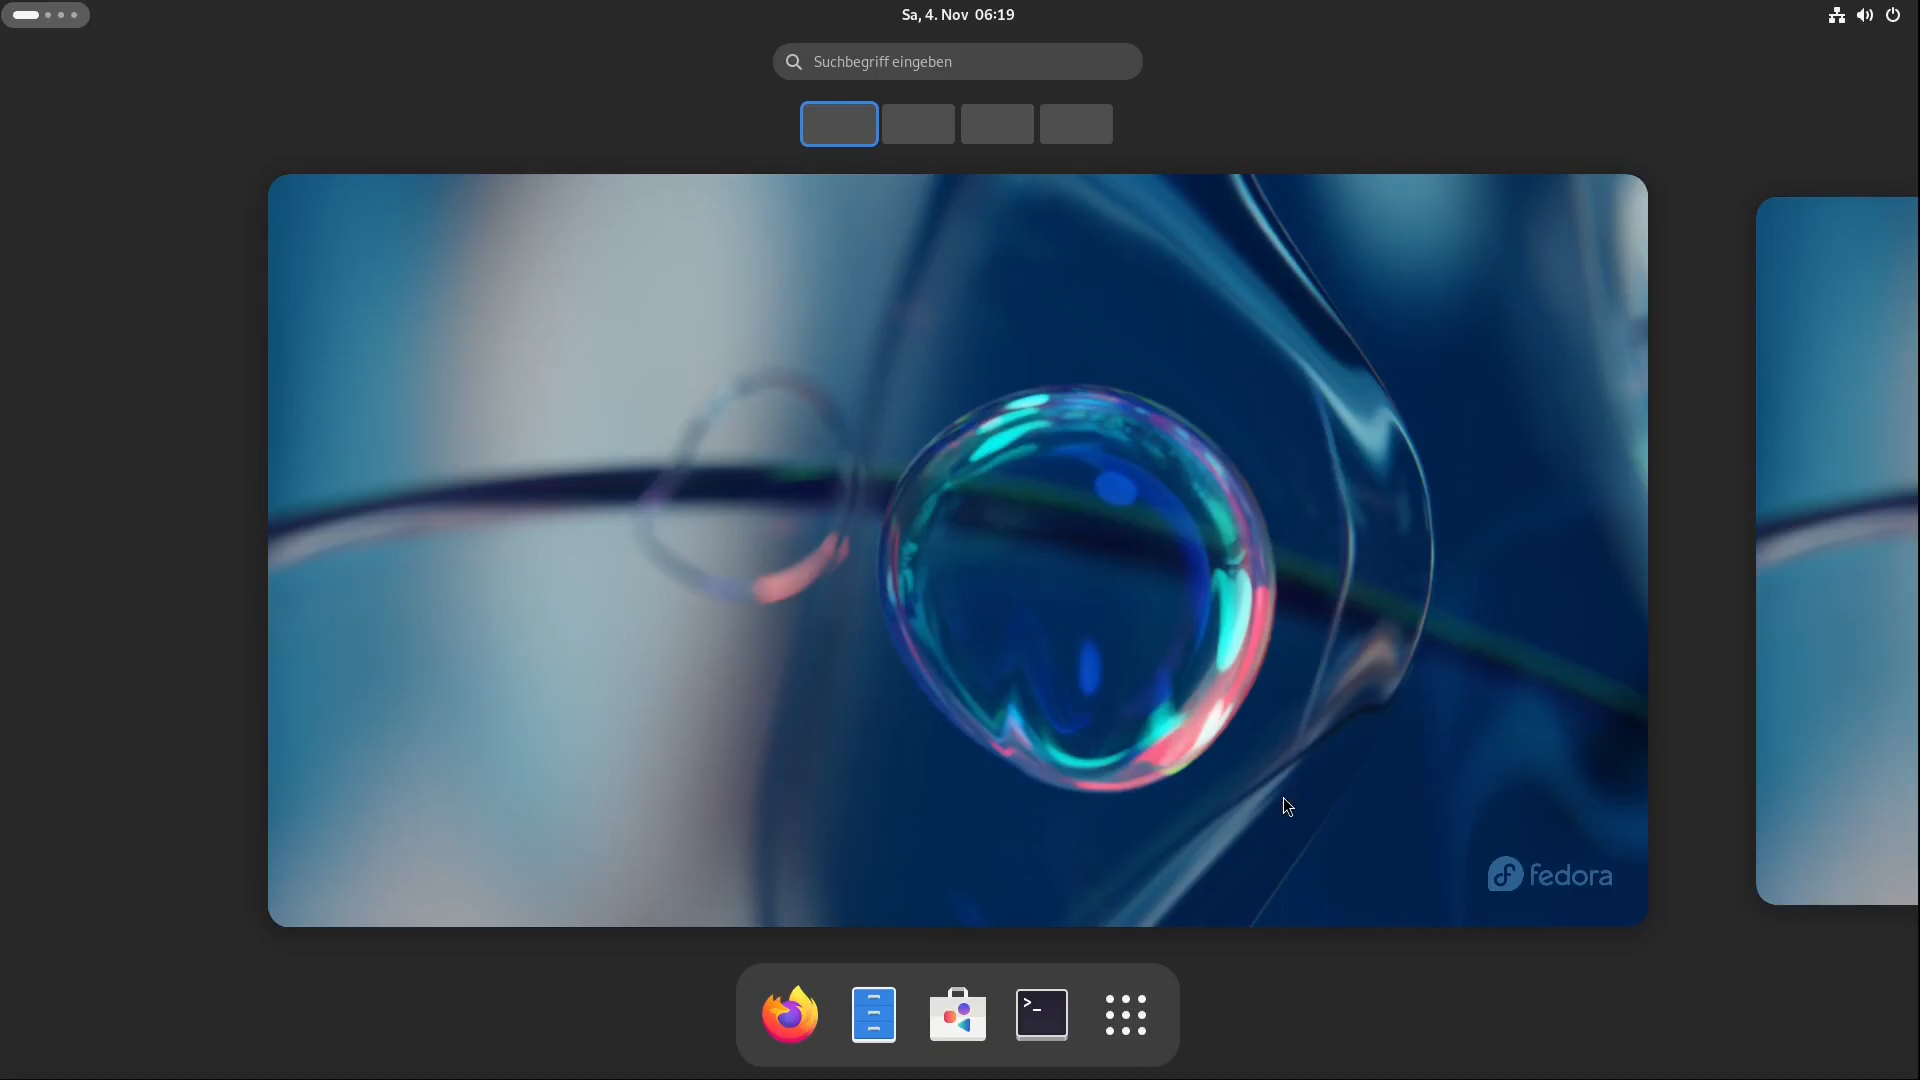 Sa, 4. Nov 06:19
Suchbegriff eingeben
fedora
>_